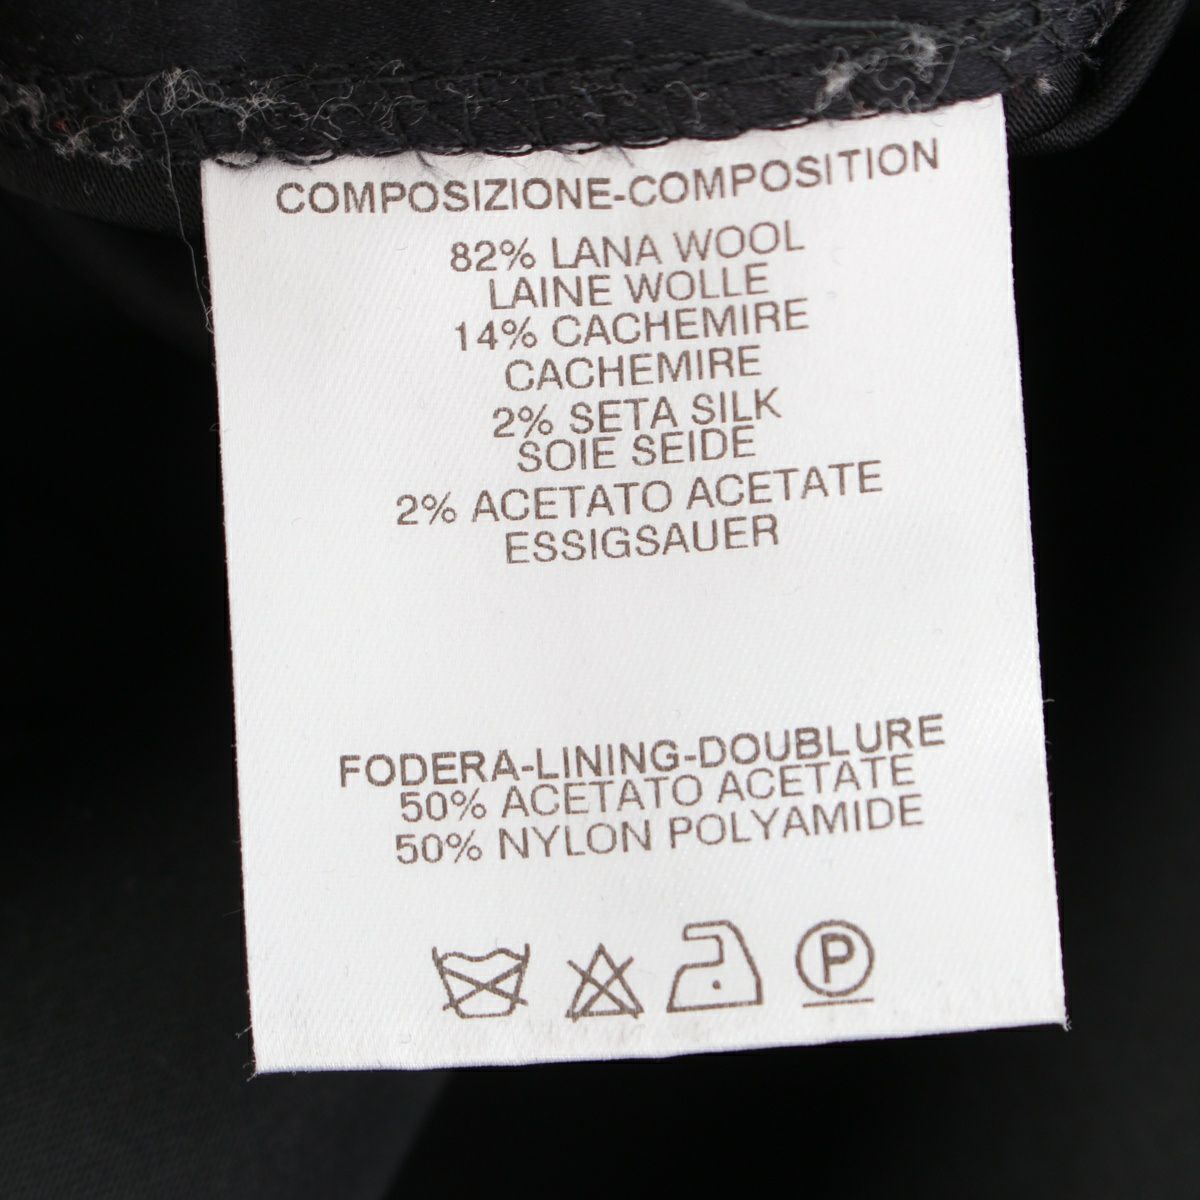 COMPOSIZIONE-COMPOSITION
82% LANA WOOL
LAINE WOLLE
14% CACHEMIRE
CACHEMIRE
2% SETA SILK
SOIE SEIDE
2% ACETATO ACETATE
ESSIGSAUER
FODERA-LINING-DOUBLURE
50% ACETATO ACETATE
50% NYLON POLYAMIDE
P